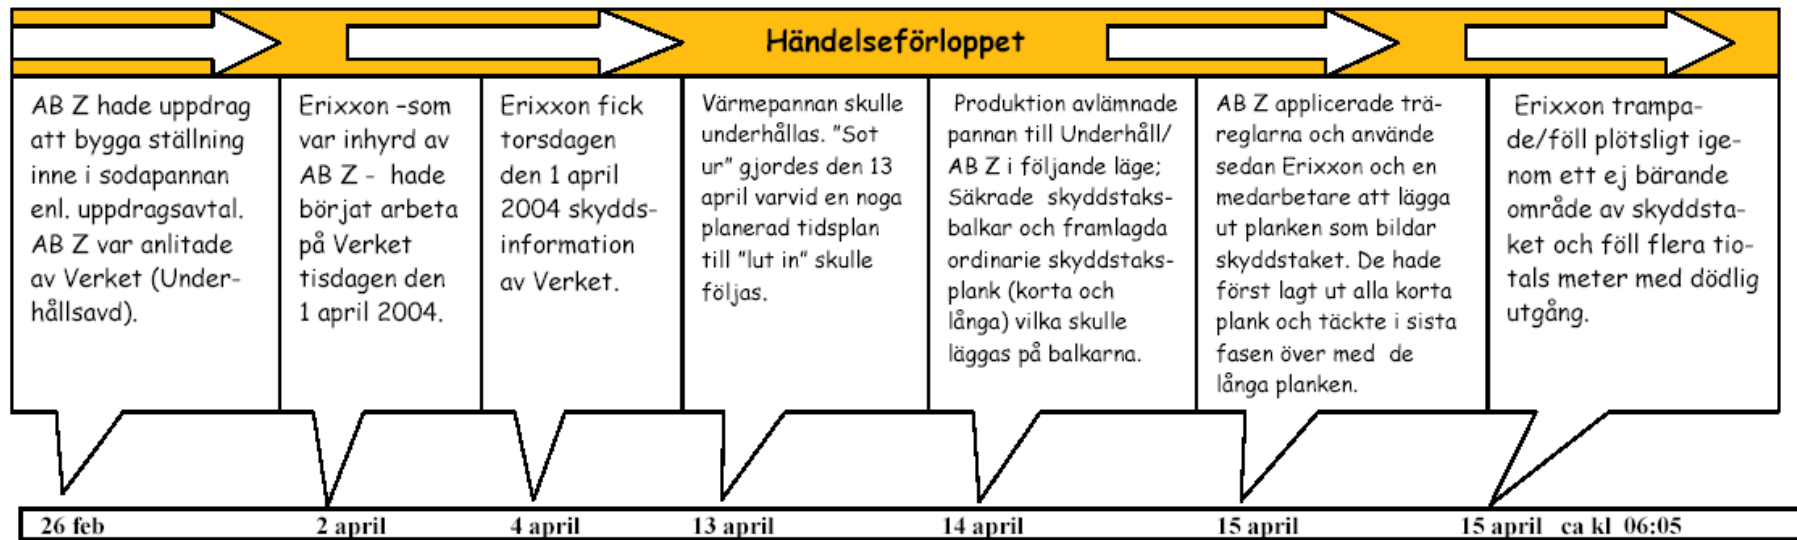 Händelseförloppet
AB Z hade uppdrag
att bygga ställning
inne i sodapannan
enl. uppdragsavtal.
AB Z var anlitade
av Verket (Under-
hållsavd).
Erixxon –som
var inhyrd av
AB Z - hade
börjat arbeta
på Verket
tisdagen den
1 april 2004.
Erixxon fick
torsdagen
den 1 april
2004 skydds-
information
av Verket.
Värmepannan skulle
underhållas. "Sot
ur" gjordes den 13
april varvid en noga
planerad tidsplan
till "lut in" skulle
följas.
Produktion avlämnade
pannan till Underhåll/
AB Z i följande läge;
Säkrade skyddstaks-
balkar och framlagda
ordinarie skyddstaks-
plank (korta och
långa) vilka skulle
läggas på balkarna.
AB Z applicerade trä-
reglarna och använde
sedan Erixxon och en
medarbetare att lägga
ut planken som bildar
skyddstaket. De hade
först lagt ut alla korta
plank och täckte i sista
fasen över med de
långa planken.
Erixxon trampa-
de/föll plötsligt ige-
nom ett ej bärande
område av skyddsta-
ket och föll flera tio-
tals meter med dödlig
utgång.
26 feb
2 april
4 april
13 april
14 april
15 april
15 april ca kl 06:05